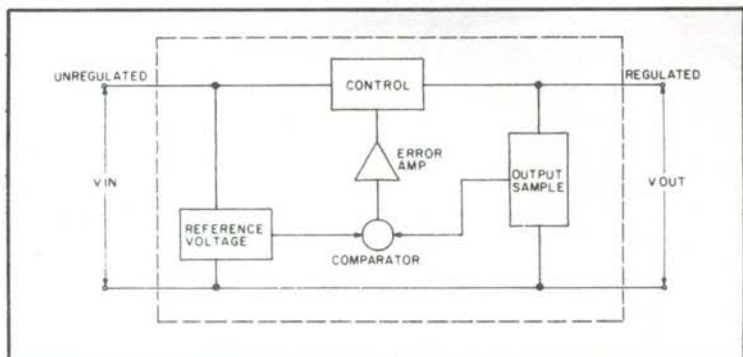 UNREGULATED
CONTROL
REGULATED
ERROR
AMP
OUTPUT
SAMPLE
VIN
VOUT
REFERENCE
VOLTAGE
COMPARATOR